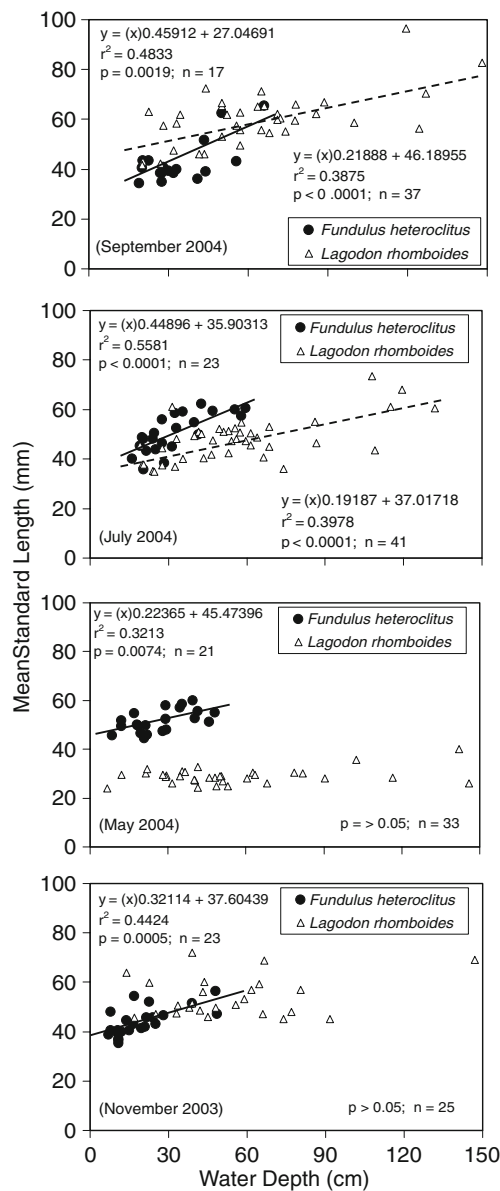 MeanStandard Length (mm)
100
80
60
40
20
0
y = (x)0.45912 + 27.04691
r2 = 0.4833
p = 0.0019; n = 17
y = (x)0.21888 + 46.18955
r2 = 0.3875
p < 0 .0001; n = 37
(September 2004)
Fundulus heteroclitus
Lagodon rhomboides
100
80
60
40
20
0
y = (x)0.44896 + 35.90313
r2 = 0.5581
p < 0.0001; n = 23
Fundulus heteroclitus
Lagodon rhomboides
y = (x)0.19187 + 37.01718
r2 = 0.3978
p<0.0001; n = 41
(July 2004)
100
80
60
40
20
0
y = (x)0.22365 + 45.47396
r2 = 0.3213
p = 0.0074; n = 21
Fundulus heteroclitus
Lagodon rhomboides
(May 2004)
p = > 0.05; n = 33
100
80
60
40
20
0
y = (x)0.32114 + 37.60439
r2 = 0.4424
p = 0.0005; n = 23
Fundulus heteroclitus
Lagodon rhomboides
(November 2003)
p > 0.05; n = 25
0 30 60 90 120 150
Water Depth (cm)